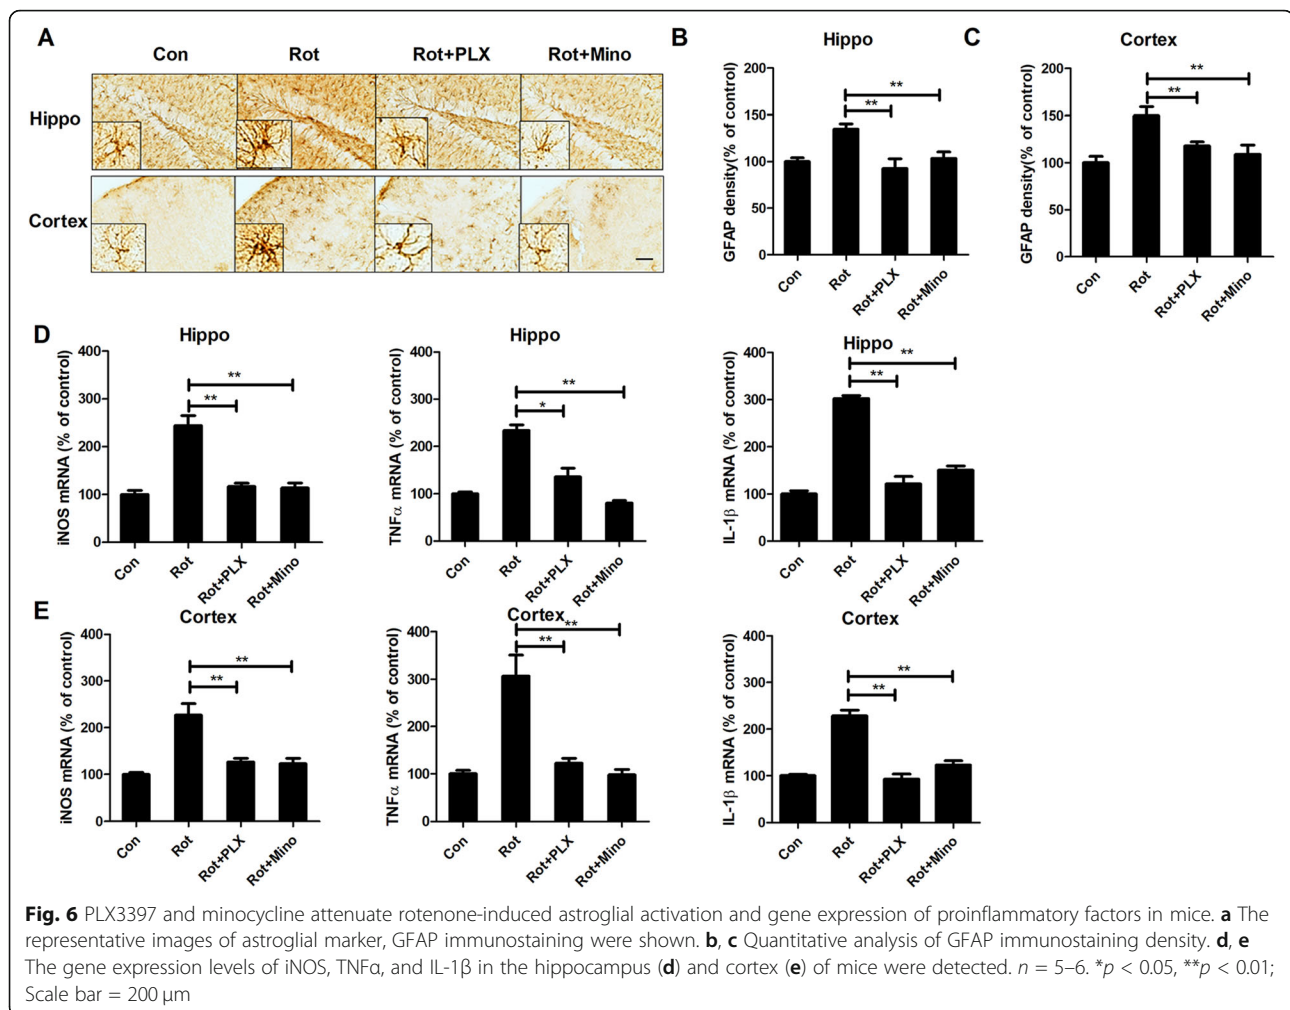 A
Con Rot Rot+PLX Rot+Mino
Hippo
Cortex
B
Hippo
GFAP density(% of control)
200
150
100
50
0
**
**
Con Rot Rot+PLX Rot+Mino
C
Cortex
GFAP density(% of control)
200
150
100
50
0
**
**
Con Rot Rot+PLX Rot+Mino
D
Hippo
iNOS mRNA (% of control)
400
300
200
100
0
**
**
Con Rot Rot+PLX Rot+Mino
Hippo
TNFα mRNA (% of control)
400
300
200
100
0
**
*
Con Rot Rot+PLX Rot+Mino
Hippo
IL-1β mRNA (% of control)
400
300
200
100
0
**
**
Con Rot Rot+PLX Rot+Mino
E
Cortex
iNOS mRNA (% of control)
400
300
200
100
0
**
**
Con Rot Rot+PLX Rot+Mino
Cortex
TNFα mRNA (% of control)
400
300
200
100
0
**
**
Con Rot Rot+PLX Rot+Mino
Cortex
IL-1β mRNA (% of control)
400
300
200
100
0
**
**
Con Rot Rot+PLX Rot+Mino
Fig. 6 PLX3397 and minocycline attenuate rotenone-induced astroglial activation and gene expression of proinflammatory factors in mice. a The
representative images of astroglial marker, GFAP immunostaining were shown. b, c Quantitative analysis of GFAP immunostaining density. d, e
The gene expression levels of iNOS, TNFα, and IL-1β in the hippocampus (d) and cortex (e) of mice were detected. n = 5–6. *p < 0.05, **p < 0.01;
Scale bar = 200 μm